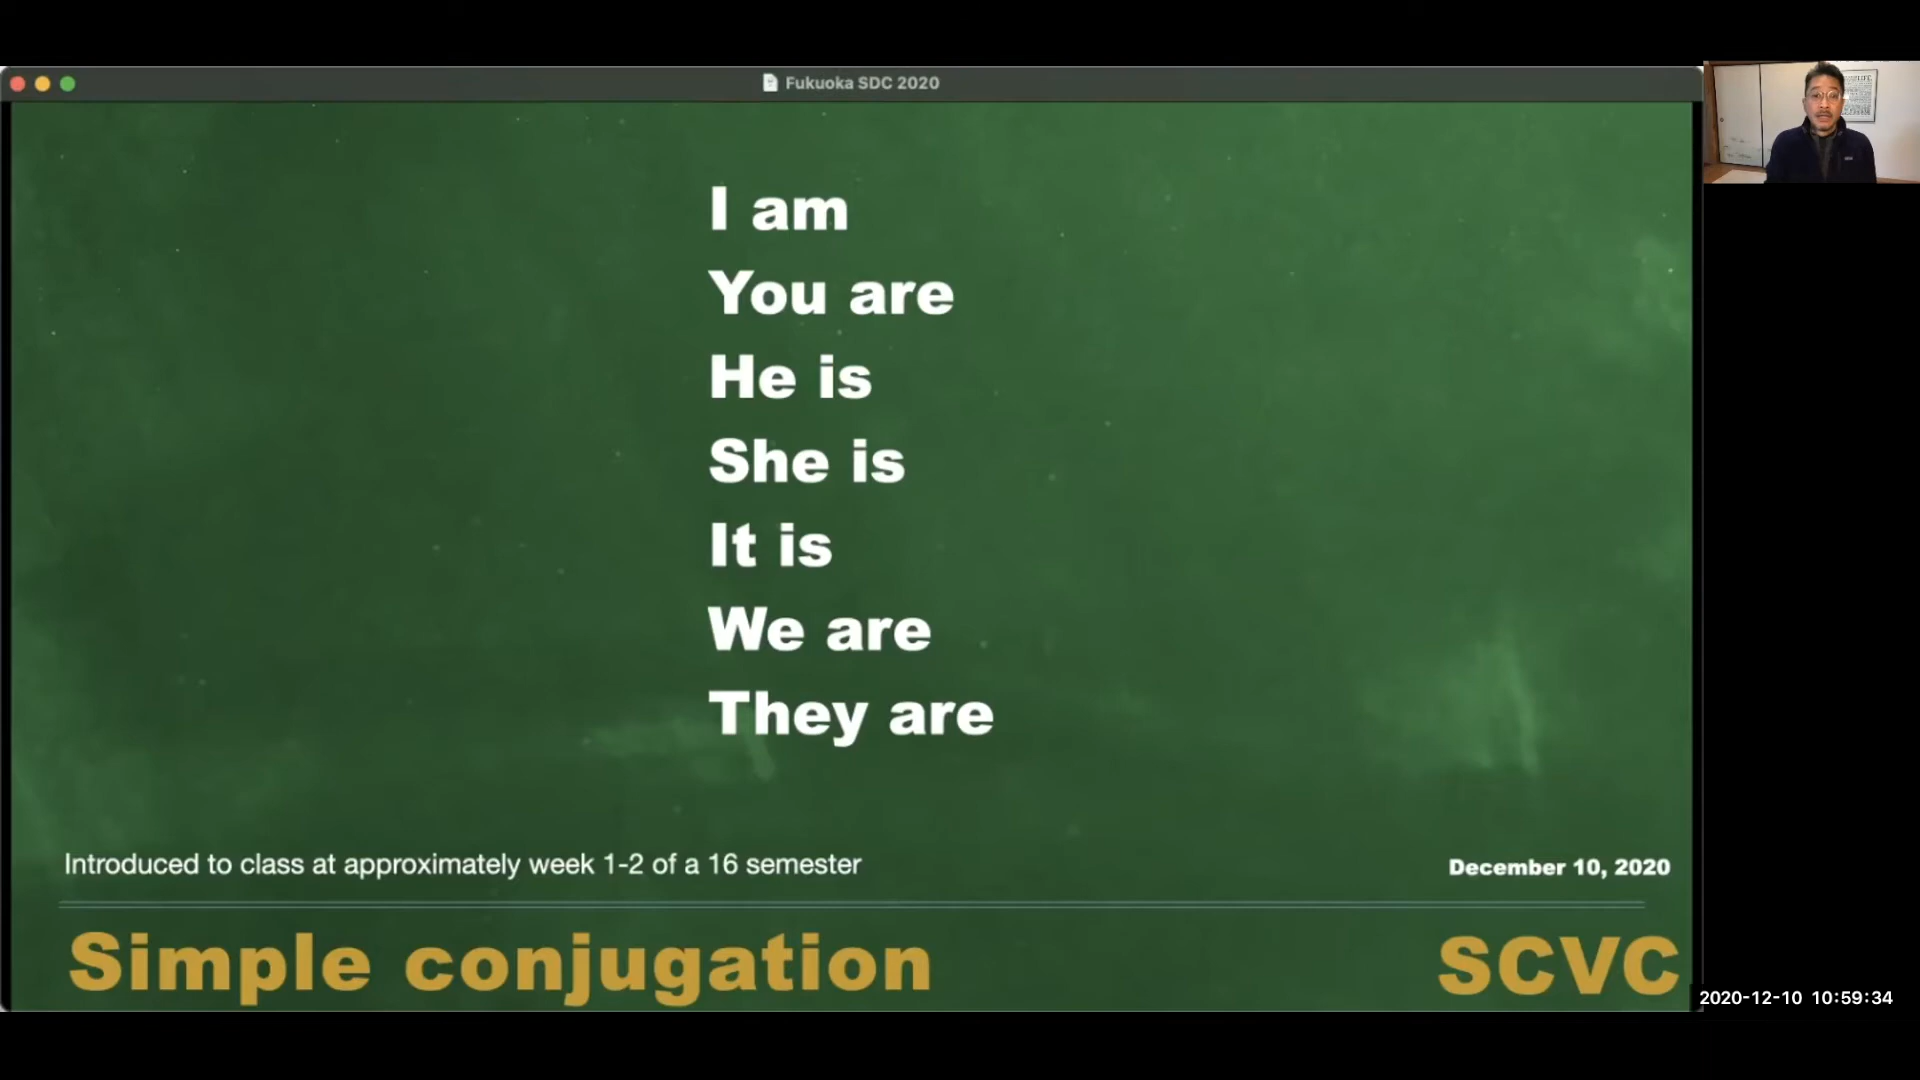 Fukuoka SDC 2020
I am
You are
He is
She is
It is
We are
They are
Introduced to class at approximately week 1-2 of a 16 semester
December 10, 2020
Simple conjugation
SCVC
2020-12-10 10:59:34